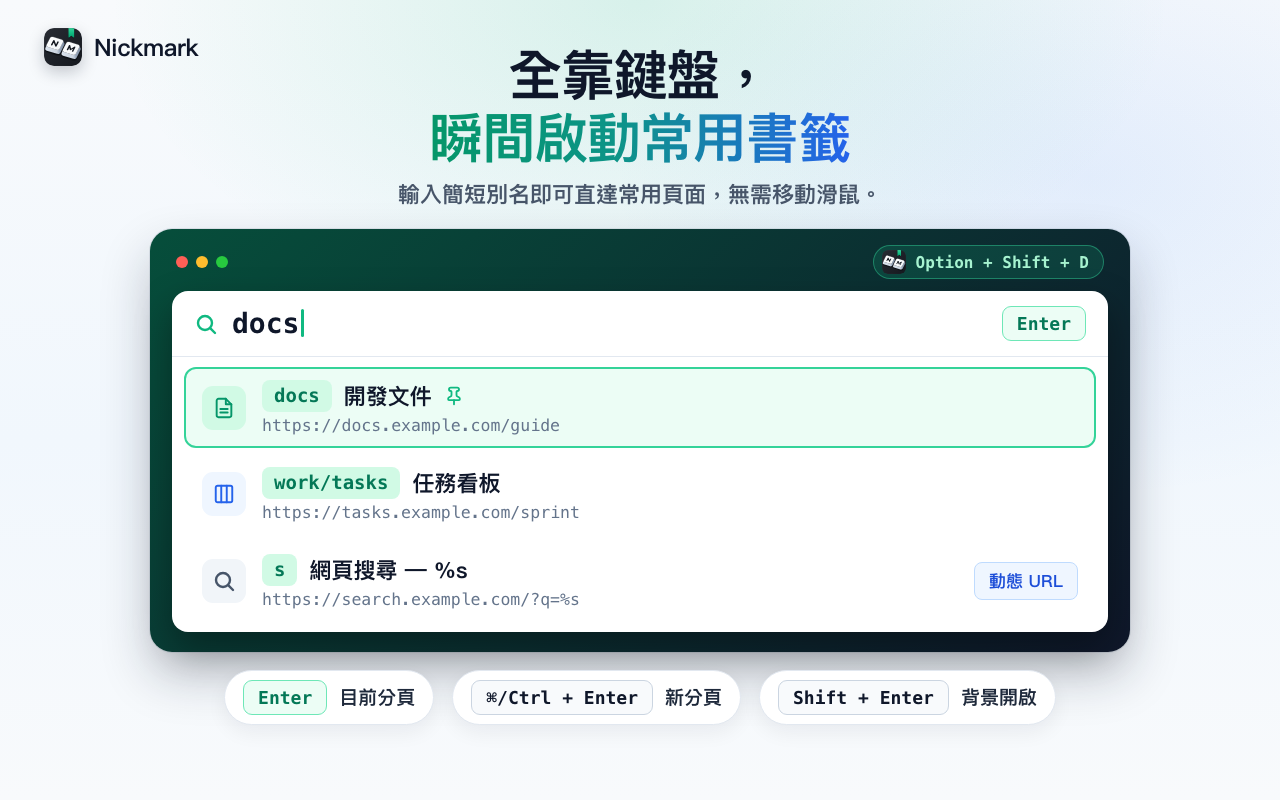 Nickmark
全靠鍵盤，
瞬間啟動常用書籤
輸入簡短別名即可直達常用頁面，無需移動滑鼠。
N M Option + Shift + D
docs Enter
docs 開發文件
https://docs.example.com/guide
work/tasks 任務看板
https://tasks.example.com/sprint
s 網頁搜尋 — %s
https://search.example.com/?q=%s
動態 URL
Enter 目前分頁
⌘/Ctrl + Enter 新分頁
Shift + Enter 背景開啟